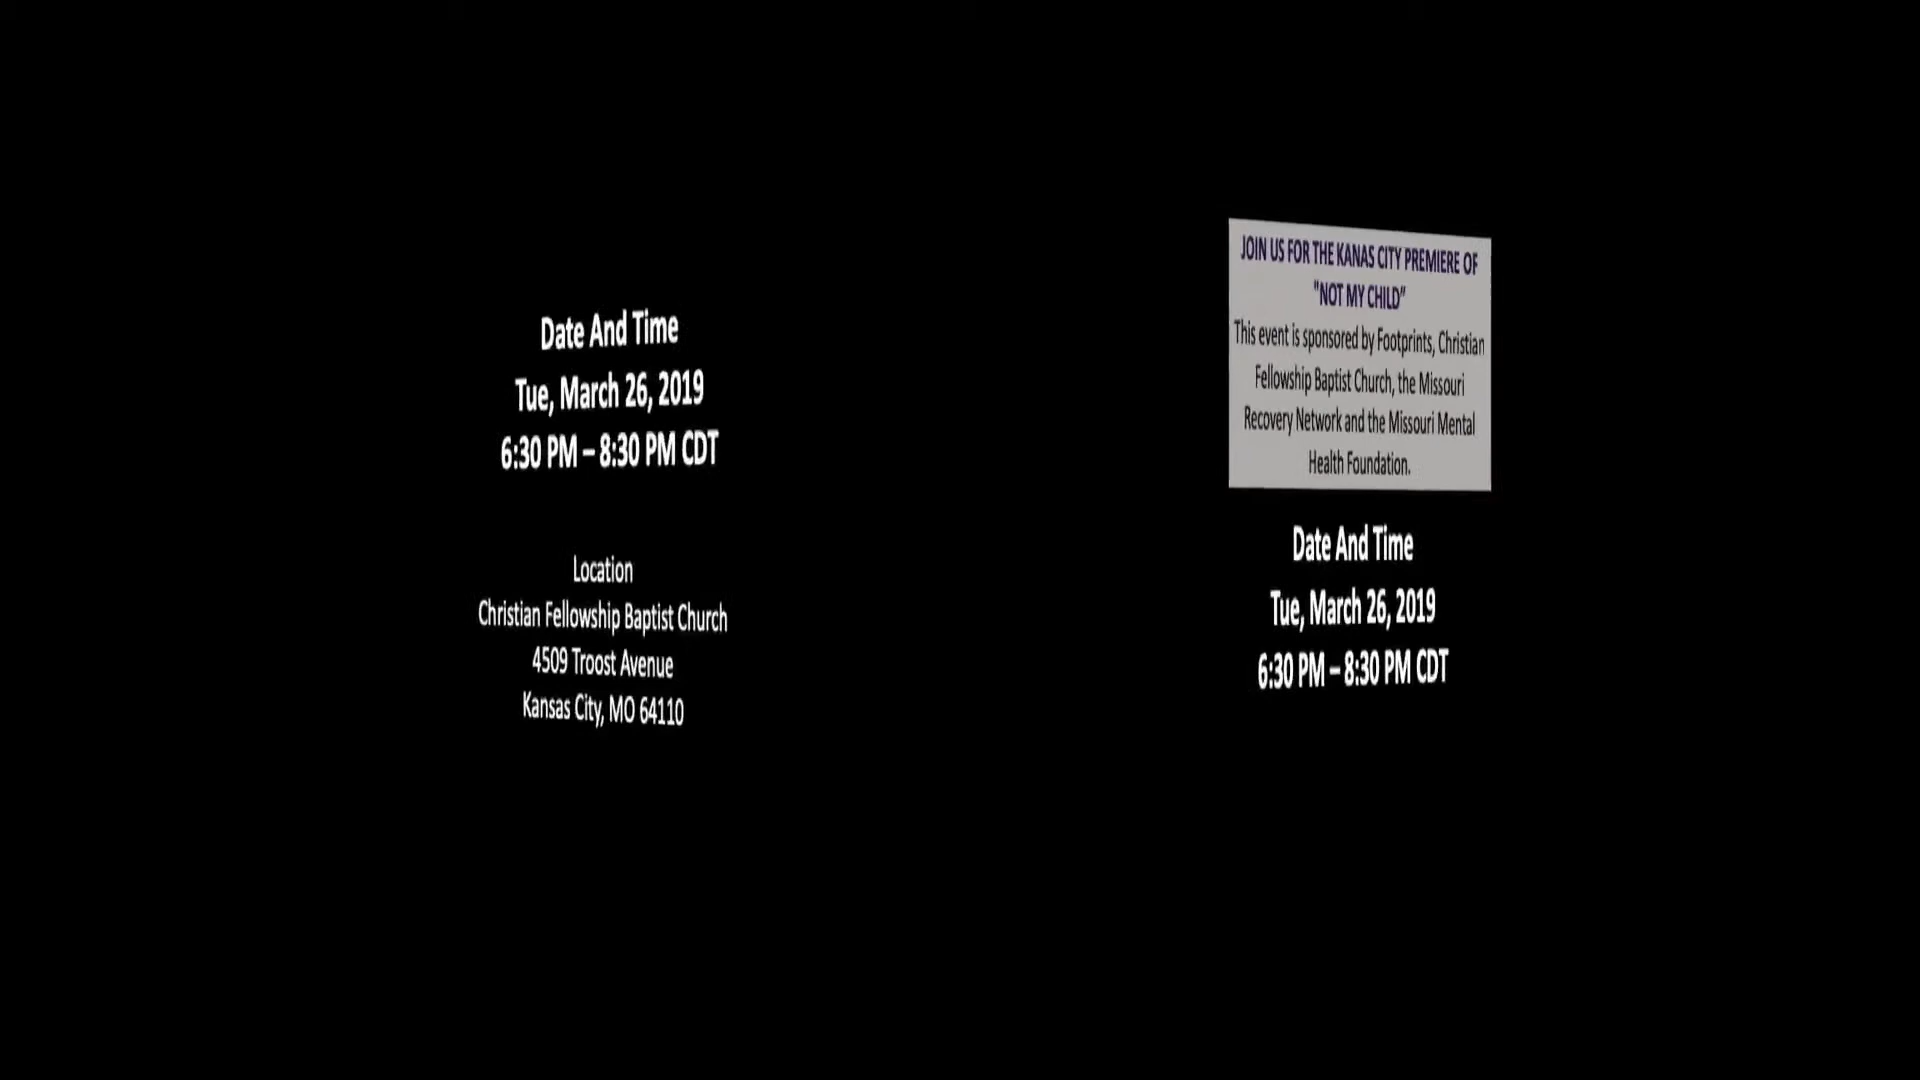 Date And Time
Tue, March 26, 2019
6:30 PM – 8:30 PM CDT
Location
Christian Fellowship Baptist Church
4509 Troost Avenue
Kansas City, MO 64110
JOIN US FOR THE KANAS CITY PREMIERE OF
"NOT MY CHILD”
This event is sponsored by Footprints, Christian
Fellowship Baptist Church, the Missouri
Recovery Network and the Missouri Mental
Health Foundation.
Date And Time
Tue, March 26, 2019
6:30 PM – 8:30 PM CDT